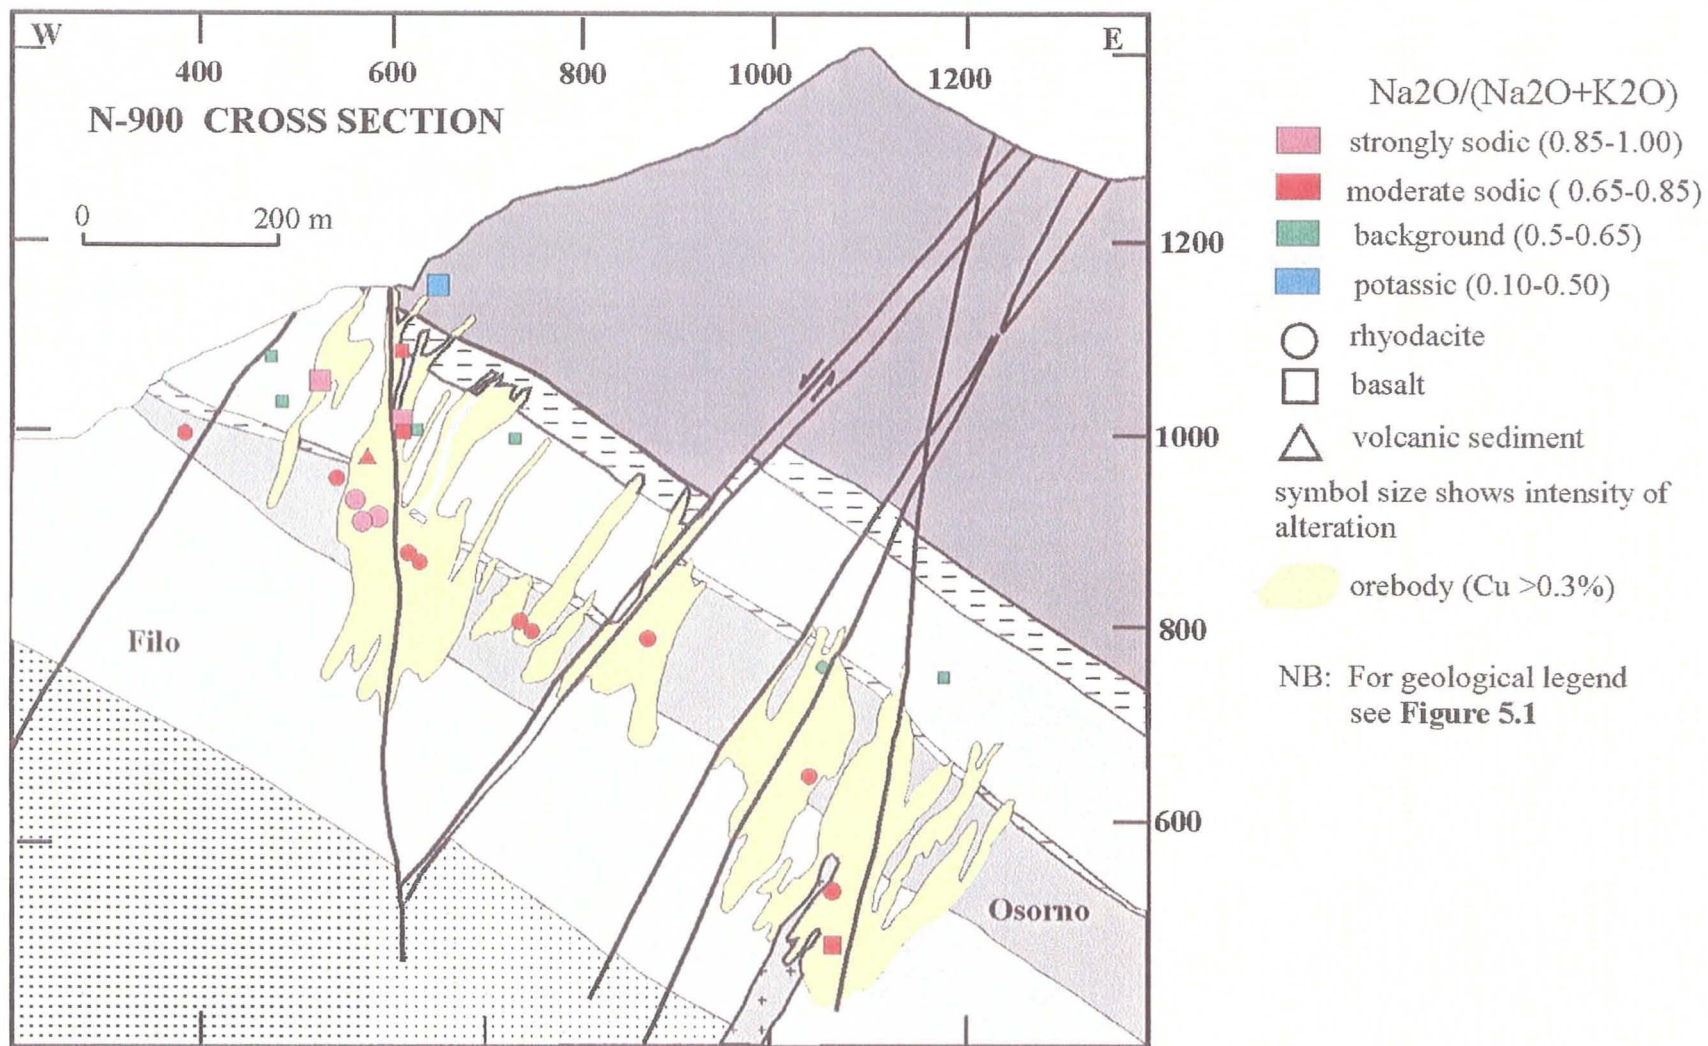 W
E
400 600 800 1000 1200
N-900 CROSS SECTION
0 200 m
1200
1000
800
600
Filo
Osorno
Na2O/(Na2O+K2O)
strongly sodic (0.85-1.00)
moderate sodic ( 0.65-0.85)
background (0.5-0.65)
potassic (0.10-0.50)
rhyodacite
basalt
volcanic sediment
symbol size shows intensity of
alteration
orebody (Cu >0.3%)
NB: For geological legend
see Figure 5.1